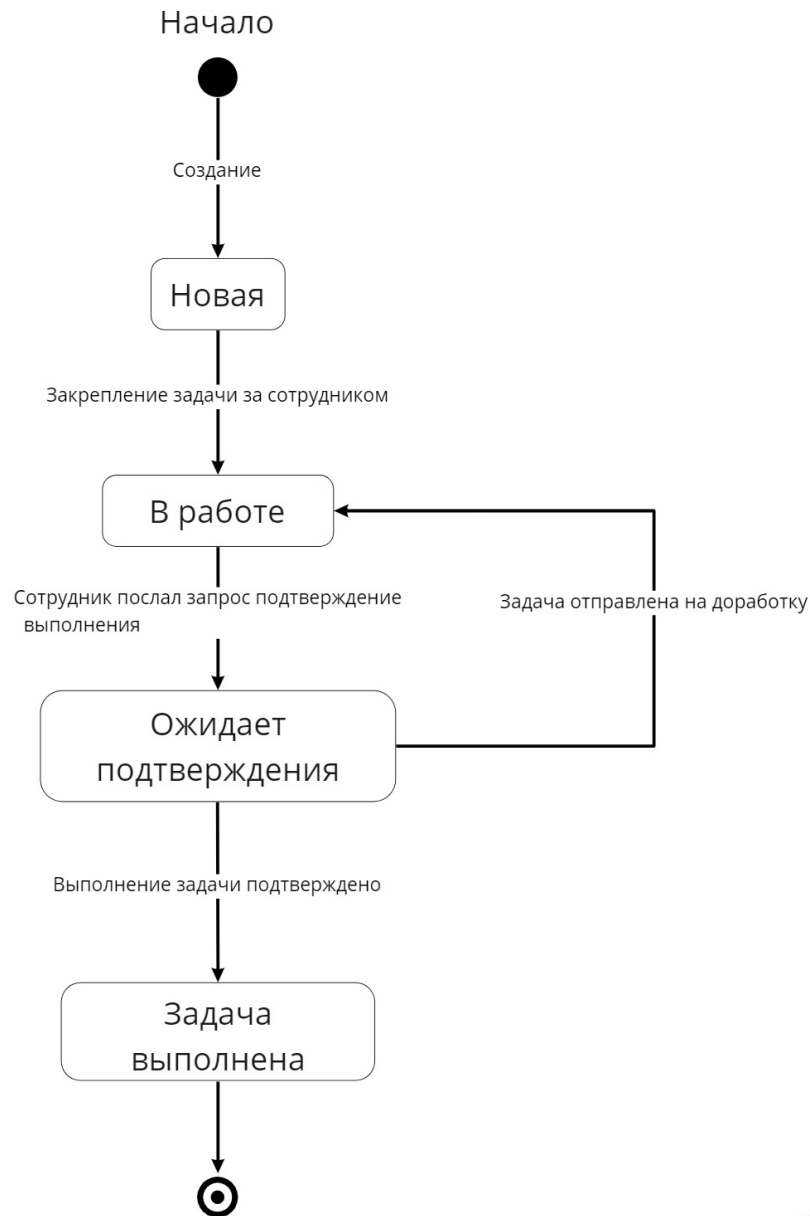 Начало
Создание
Новая
Закрепление задачи за сотрудником
В работе
Сотрудник послал запрос подтверждение
выполнения
Задача отправлена на доработку
Ожидает
подтверждения
Выполнение задачи подтверждено
Задача
выполнена